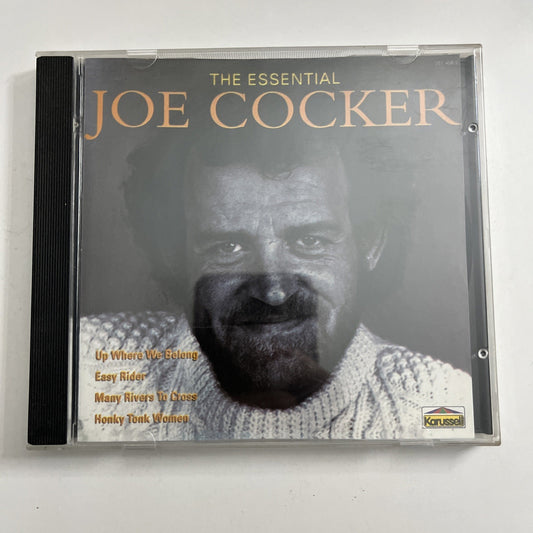 THE ESSENTIAL
JOE COCKER
Up Where We Belong
Easy Rider
Many Rivers To Cross
Honky Tonk Women
Karussell